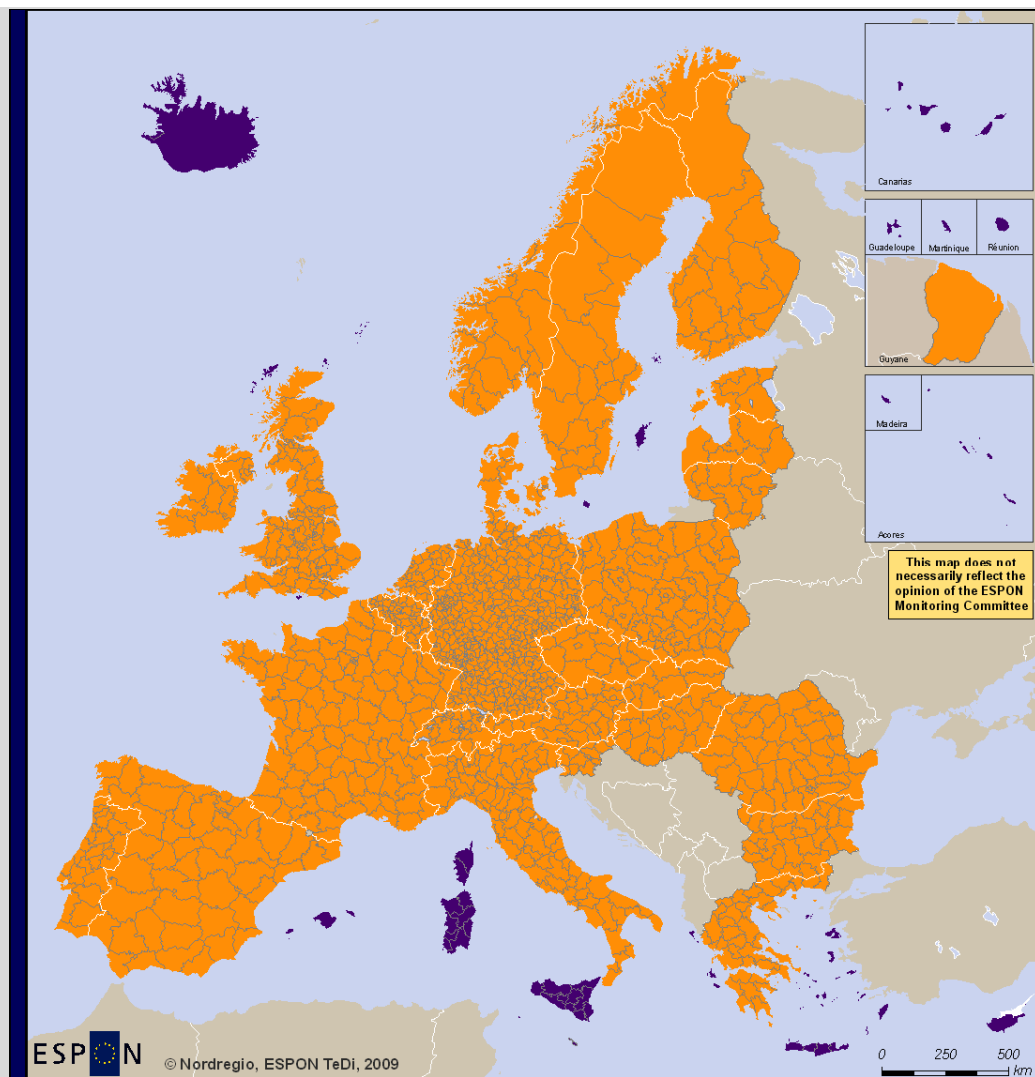 Canarias
Guadeloupe
Martinique
Réunion
Guyane
Madeira
Acores
This map does not
necessarily reflect the
opinion of the ESPON
Monitoring Committee
ESPON
© Nordregio, ESPON TeDi, 2009
0 250 500
km